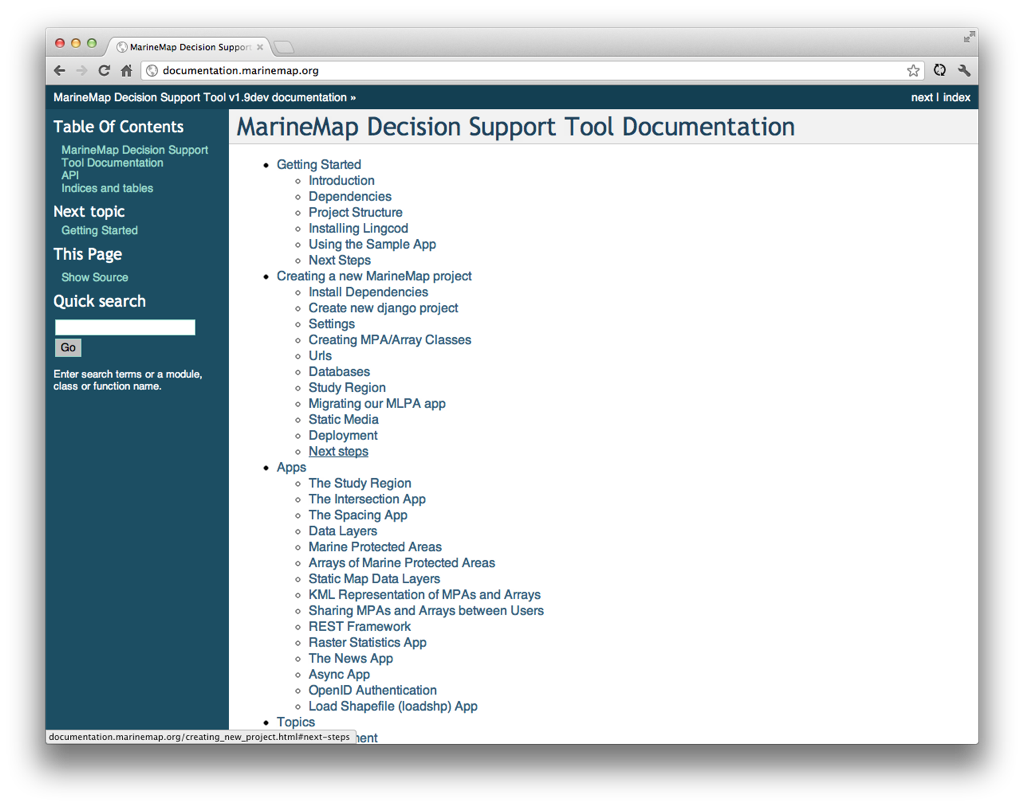 MarineMap Decision Support
documentation.marinemap.org
MarineMap Decision Support Tool v1.9dev documentation »
next | index
Table Of Contents
MarineMap Decision Support
Tool Documentation
API
Indices and tables
Next topic
Getting Started
This Page
Show Source
Quick search
Go
Enter search terms or a module,
class or function name.
MarineMap Decision Support Tool Documentation
Getting Started
Introduction
Dependencies
Project Structure
Installing Lingcod
Using the Sample App
Next Steps
Creating a new MarineMap project
Install Dependencies
Create new django project
Settings
Creating MPA/Array Classes
Urls
Databases
Study Region
Migrating our MLPA app
Static Media
Deployment
Next steps
Apps
The Study Region
The Intersection App
The Spacing App
Data Layers
Marine Protected Areas
Arrays of Marine Protected Areas
Static Map Data Layers
KML Representation of MPAs and Arrays
Sharing MPAs and Arrays between Users
REST Framework
Raster Statistics App
The News App
Async App
OpenID Authentication
Load Shapefile (loadshp) App
Topics
documentation.marinemap.org/creating_new_project.html#next-steps